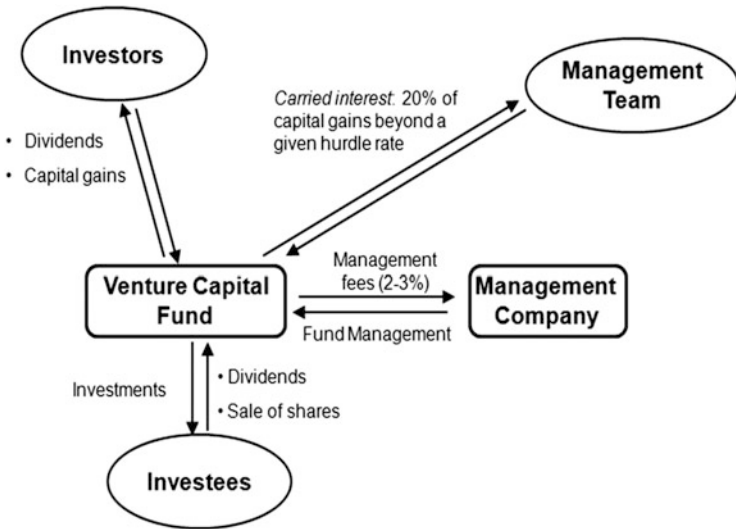 Investors
Management
Team
Carried interest: 20% of
capital gains beyond a
given hurdle rate
• Dividends
• Capital gains
Management
fees (2-3%)
Venture Capital
Fund
Management
Company
Fund Management
Investments
• Dividends
• Sale of shares
Investees